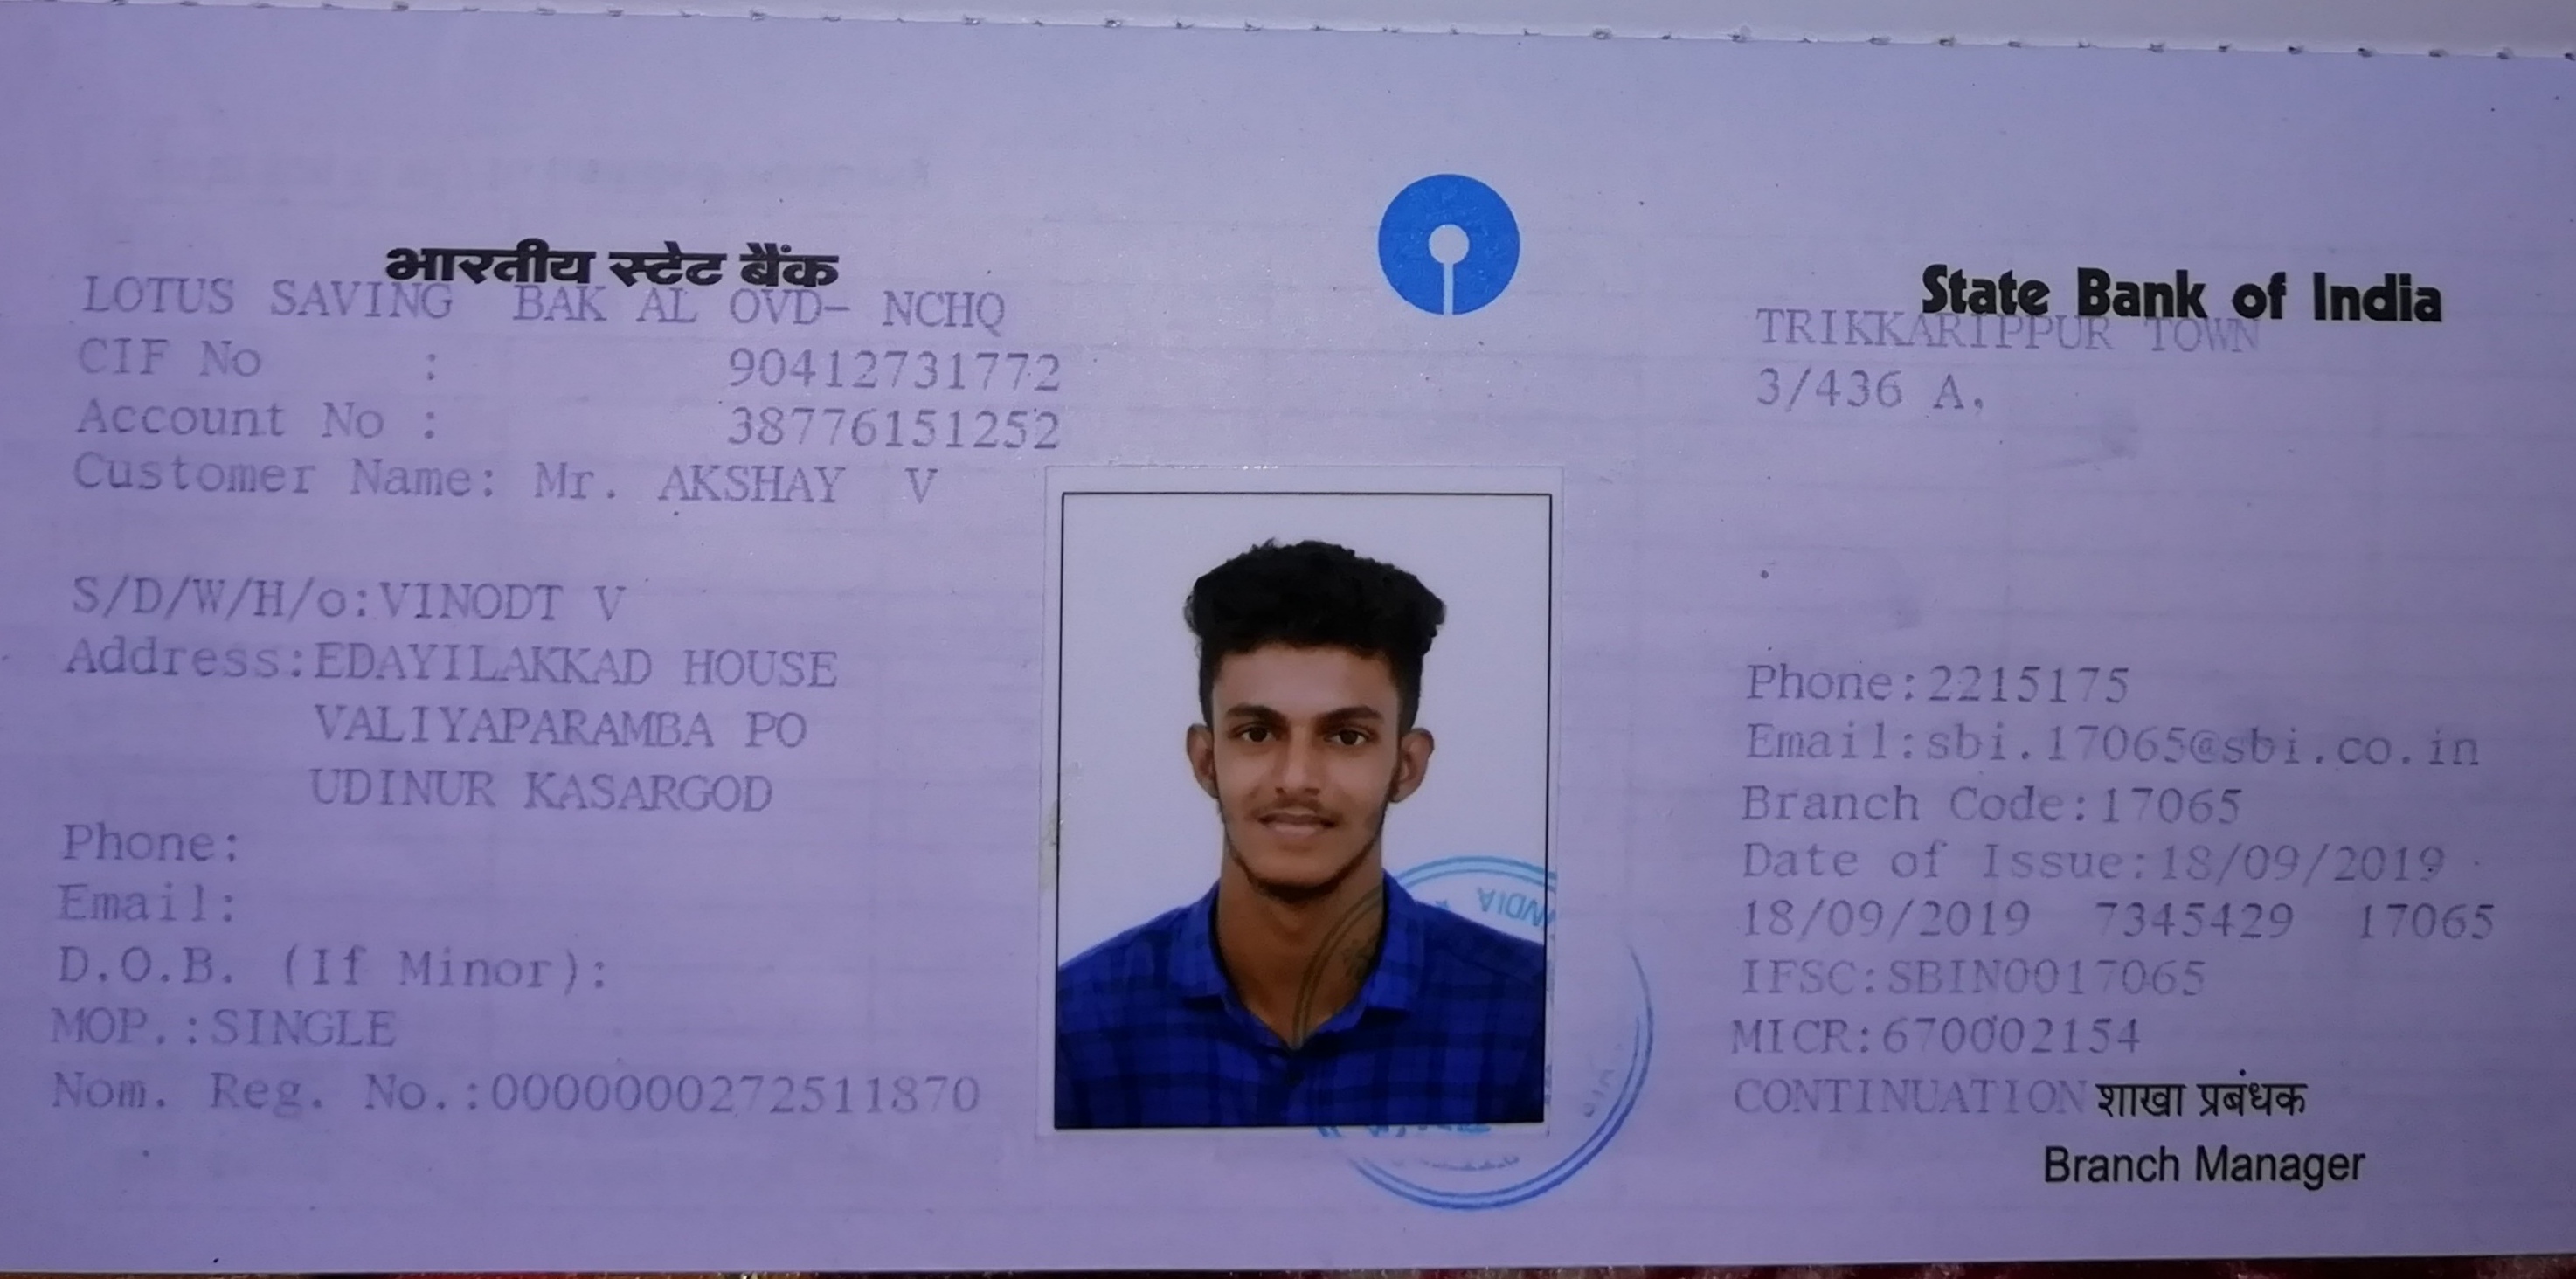 भारतीय स्टेट बैंक
LOTUS SAVING BAK AL OVD- NCHQ
CIF No : 90412731772
Account No : 38776151252
Customer Name: Mr. AKSHAY V
S/D/W/H/o:VINODT V
Address:EDAYILAKKAD HOUSE
VALIYAPARAMBA PO
UDINUR KASARGOD
Phone:
Email:
D.O.B. (If Minor):
MOP.:SINGLE
Nom. Reg. No.:0000000272511870
INDIA
State Bank of India
TRIKKARIPPUR TOWN
3/436 A,
Phone:2215175
Email:sbi.17065@sbi.co.in
Branch Code:17065
Date of Issue:18/09/2019
18/09/2019 7345429 17065
IFSC:SBIN0017065
MICR:670002154
CONTINUATION शाखा प्रबंधक
Branch Manager